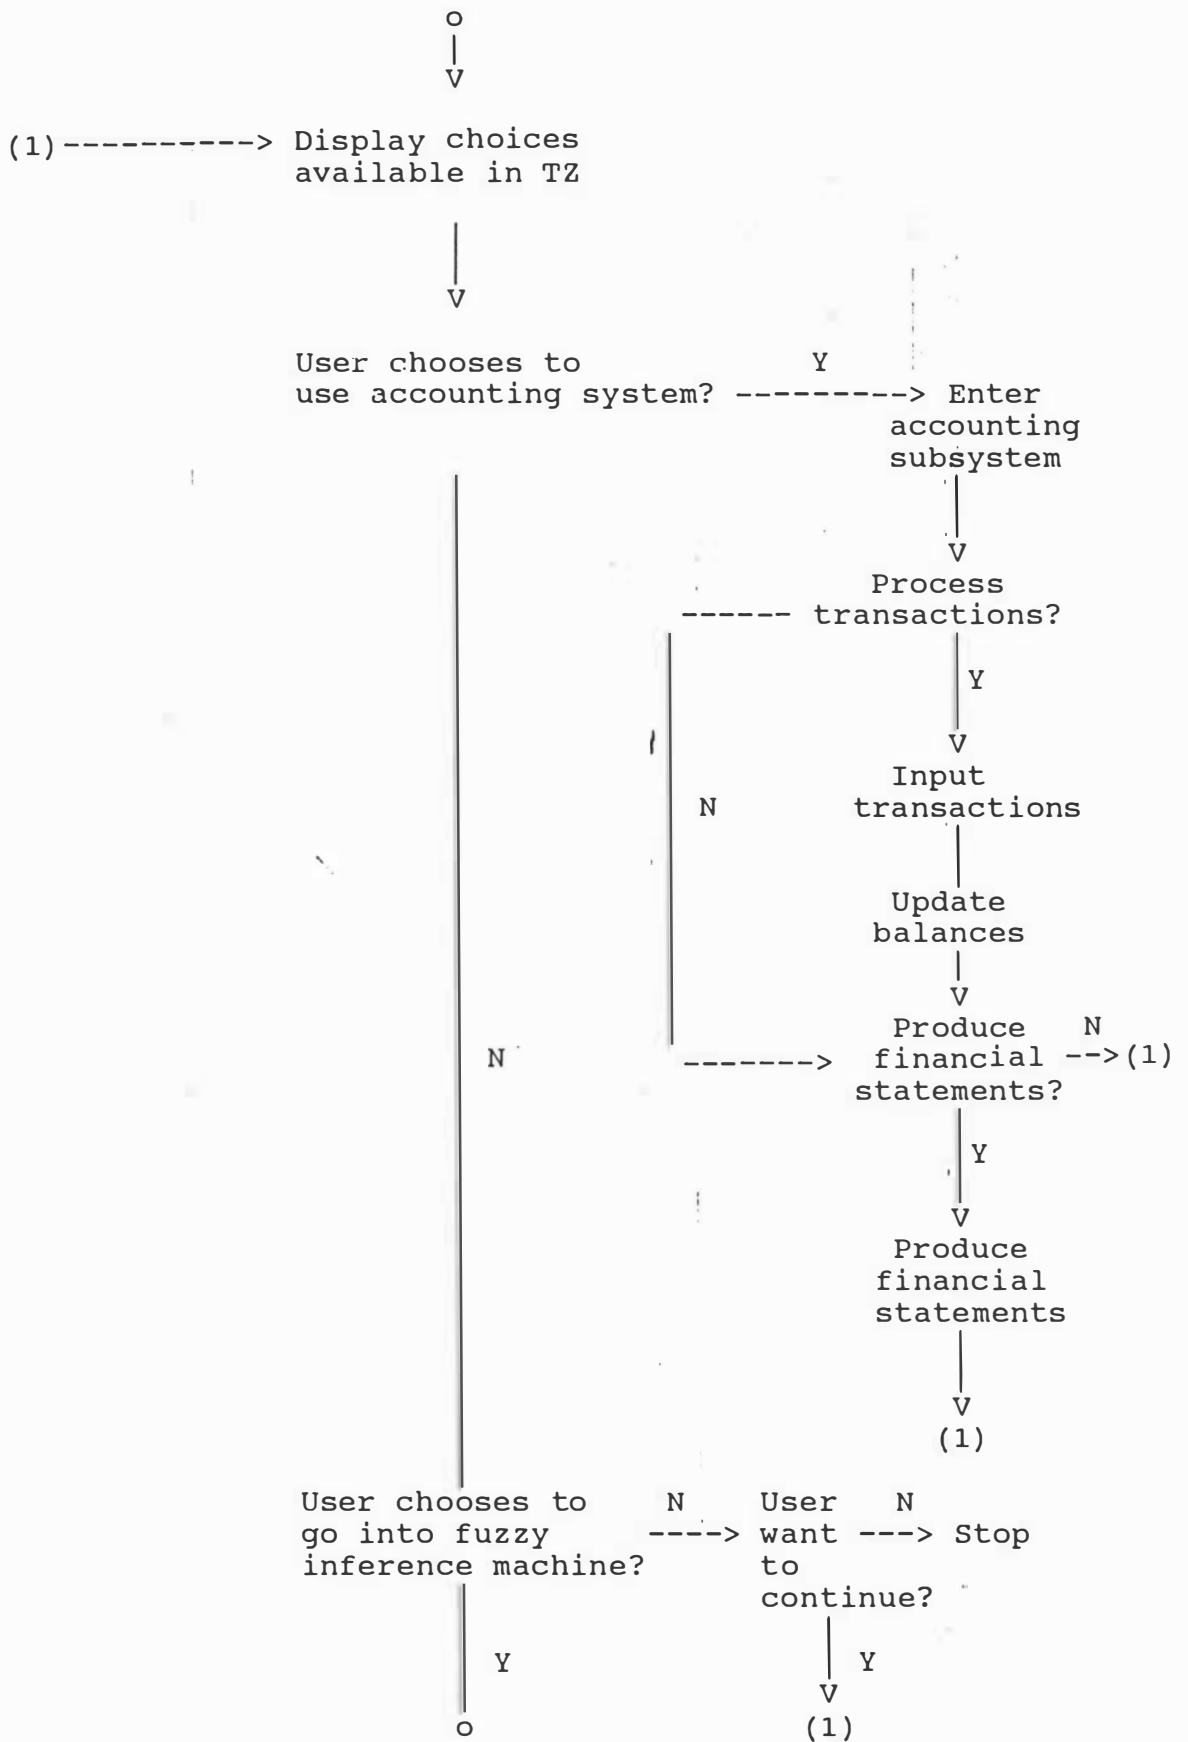 o
V
(1) ----------> Display choices
available in TZ
V
User chooses to Y
use accounting system? ---------> Enter
accounting
subsystem
V
Process
------ transactions?
Y
V
Input
N transactions
Update
balances
V
Produce N
N -------> financial -->(1)
statements?
Y
V
Produce
financial
statements
V
(1)
User chooses to N User N
go into fuzzy ----> want ---> Stop
inference machine? to
continue?
Y Y
V
o (1)